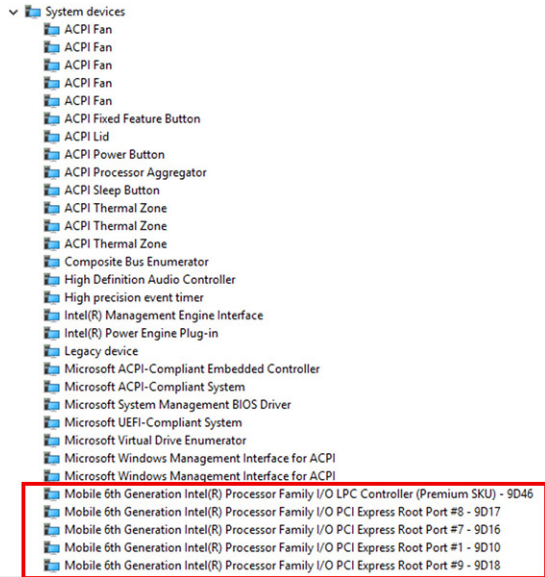 System devices
ACPI Fan
ACPI Fan
ACPI Fan
ACPI Fan
ACPI Fan
ACPI Fixed Feature Button
ACPI Lid
ACPI Power Button
ACPI Processor Aggregator
ACPI Sleep Button
ACPI Thermal Zone
ACPI Thermal Zone
ACPI Thermal Zone
Composite Bus Enumerator
High Definition Audio Controller
High precision event timer
Intel(R) Management Engine Interface
Intel(R) Power Engine Plug-in
Legacy device
Microsoft ACPI-Compliant Embedded Controller
Microsoft ACPI-Compliant System
Microsoft System Management BIOS Driver
Microsoft UEFI-Compliant System
Microsoft Virtual Drive Enumerator
Microsoft Windows Management Interface for ACPI
Microsoft Windows Management Interface for ACPI
Mobile 6th Generation Intel(R) Processor Family I/O LPC Controller (Premium SKU) - 9D46
Mobile 6th Generation Intel(R) Processor Family I/O PCI Express Root Port #8 - 9D17
Mobile 6th Generation Intel(R) Processor Family I/O PCI Express Root Port #7 - 9D16
Mobile 6th Generation Intel(R) Processor Family I/O PCI Express Root Port #1 - 9D10
Mobile 6th Generation Intel(R) Processor Family I/O PCI Express Root Port #9 - 9D18